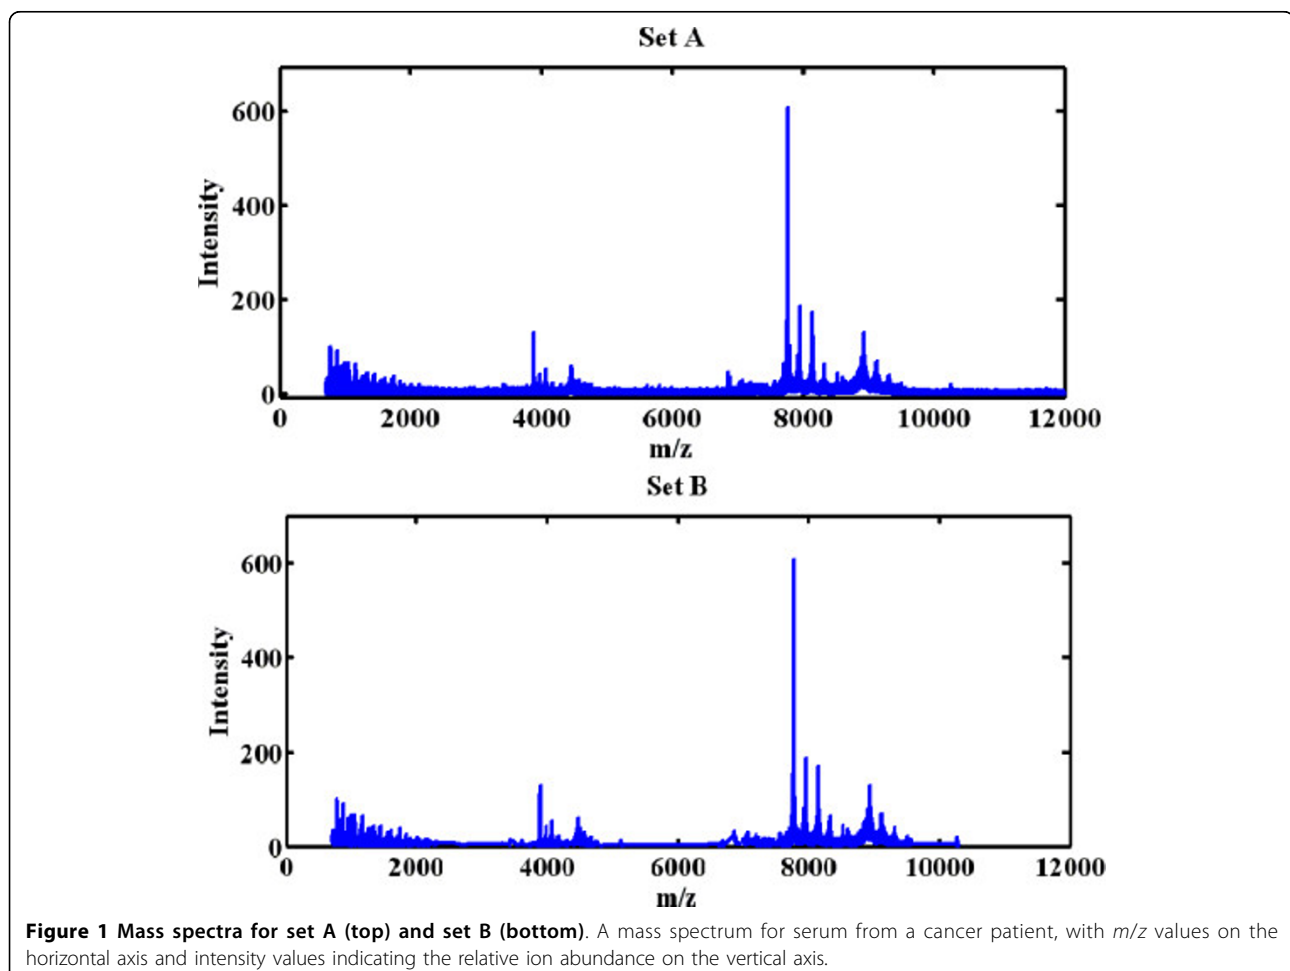 Set A
600
400
200
0
Intensity
0 2000 4000 6000 8000 10000 12000
m/z
Set B
600
400
200
0
Intensity
0 2000 4000 6000 8000 10000 12000
m/z
Figure 1 Mass spectra for set A (top) and set B (bottom). A mass spectrum for serum from a cancer patient, with m/z values on the
horizontal axis and intensity values indicating the relative ion abundance on the vertical axis.